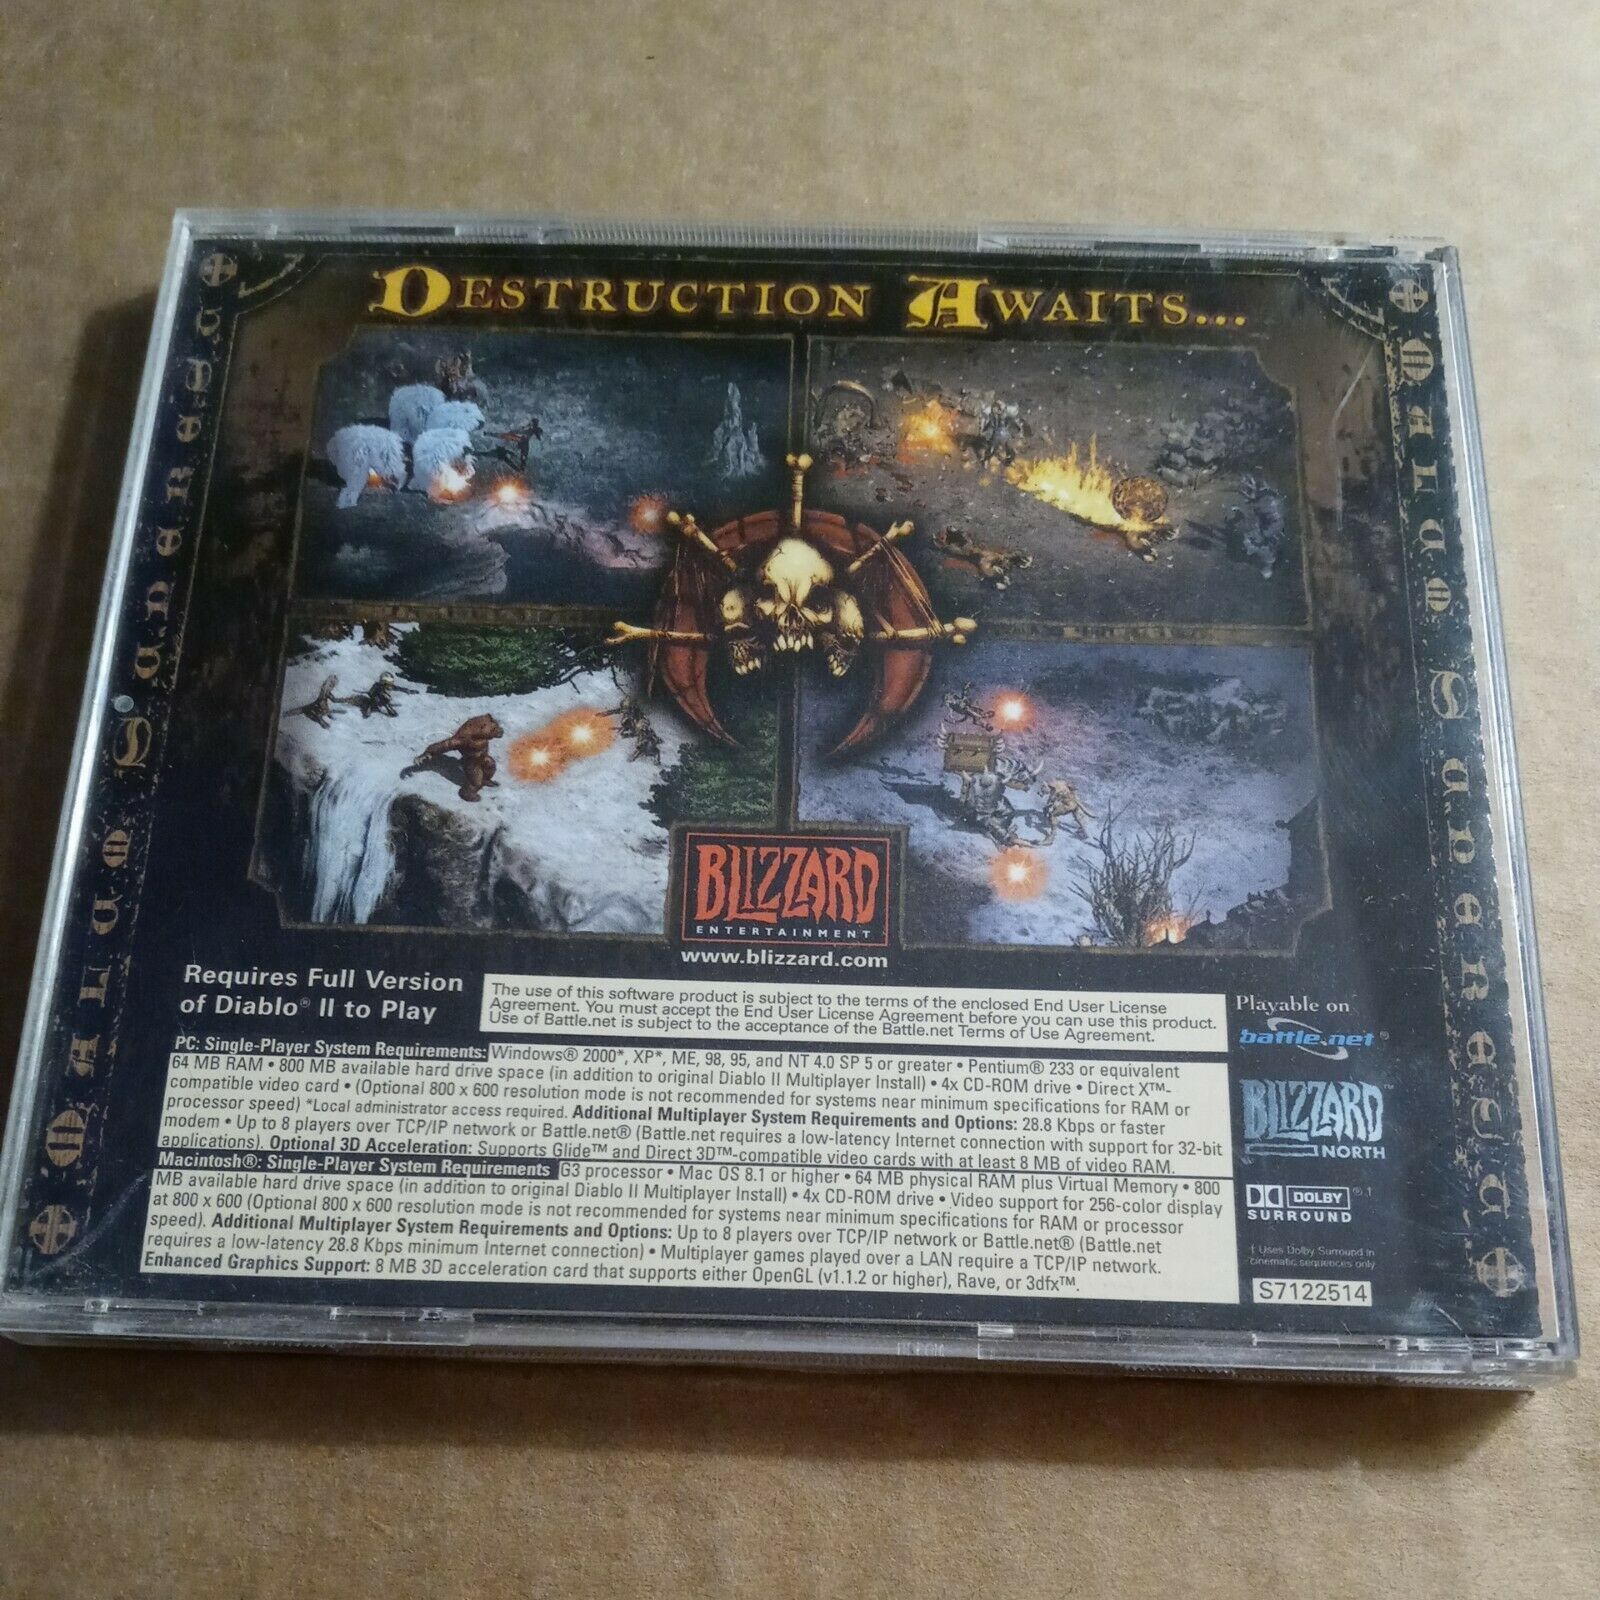 DESTRUCTION AWAITS...
MALUS SUPERESA
MALUS SUPERESA
BLIZZARD
ENTERTAINMENT
www.blizzard.com
Requires Full Version
of Diablo® II to Play
The use of this software product is subject to the terms of the enclosed End User License
Agreement. You must accept the End User License Agreement before you can use this product.
Use of Battle.net is subject to the acceptance of the Battle.net Terms of Use Agreement.
PC: Single-Player System Requirements: Windows® 2000*, XP*, ME, 98, 95, and NT 4.0 SP 5 or greater • Pentium® 233 or equivalent
64 MB RAM • 800 MB available hard drive space (in addition to original Diablo II Multiplayer Install) • 4x CD-ROM drive • Direct X™-
compatible video card • (Optional 800 x 600 resolution mode is not recommended for systems near minimum specifications for RAM or
processor speed) *Local administrator access required. Additional Multiplayer System Requirements and Options: 28.8 Kbps or faster
modem • Up to 8 players over TCP/IP network or Battle.net® (Battle.net requires a low-latency Internet connection with support for 32-bit
applications). Optional 3D Acceleration: Supports Glide™ and Direct 3D™-compatible video cards with at least 8 MB of video RAM.
Macintosh®: Single-Player System Requirements G3 processor • Mac OS 8.1 or higher • 64 MB physical RAM plus Virtual Memory • 800
MB available hard drive space (in addition to original Diablo II Multiplayer Install) • 4x CD-ROM drive • Video support for 256-color display
at 800 x 600 (Optional 800 x 600 resolution mode is not recommended for systems near minimum specifications for RAM or processor
speed). Additional Multiplayer System Requirements and Options: Up to 8 players over TCP/IP network or Battle.net® (Battle.net
requires a low-latency 28.8 Kbps minimum Internet connection) • Multiplayer games played over a LAN require a TCP/IP network.
Enhanced Graphics Support: 8 MB 3D acceleration card that supports either OpenGL (v1.1.2 or higher), Rave, or 3dfx™.
Playable on
battle.net®
BLIZZARD™
NORTH
DOLBY ®†
SURROUND
† Uses Dolby Surround in
cinematic sequences only
S7122514